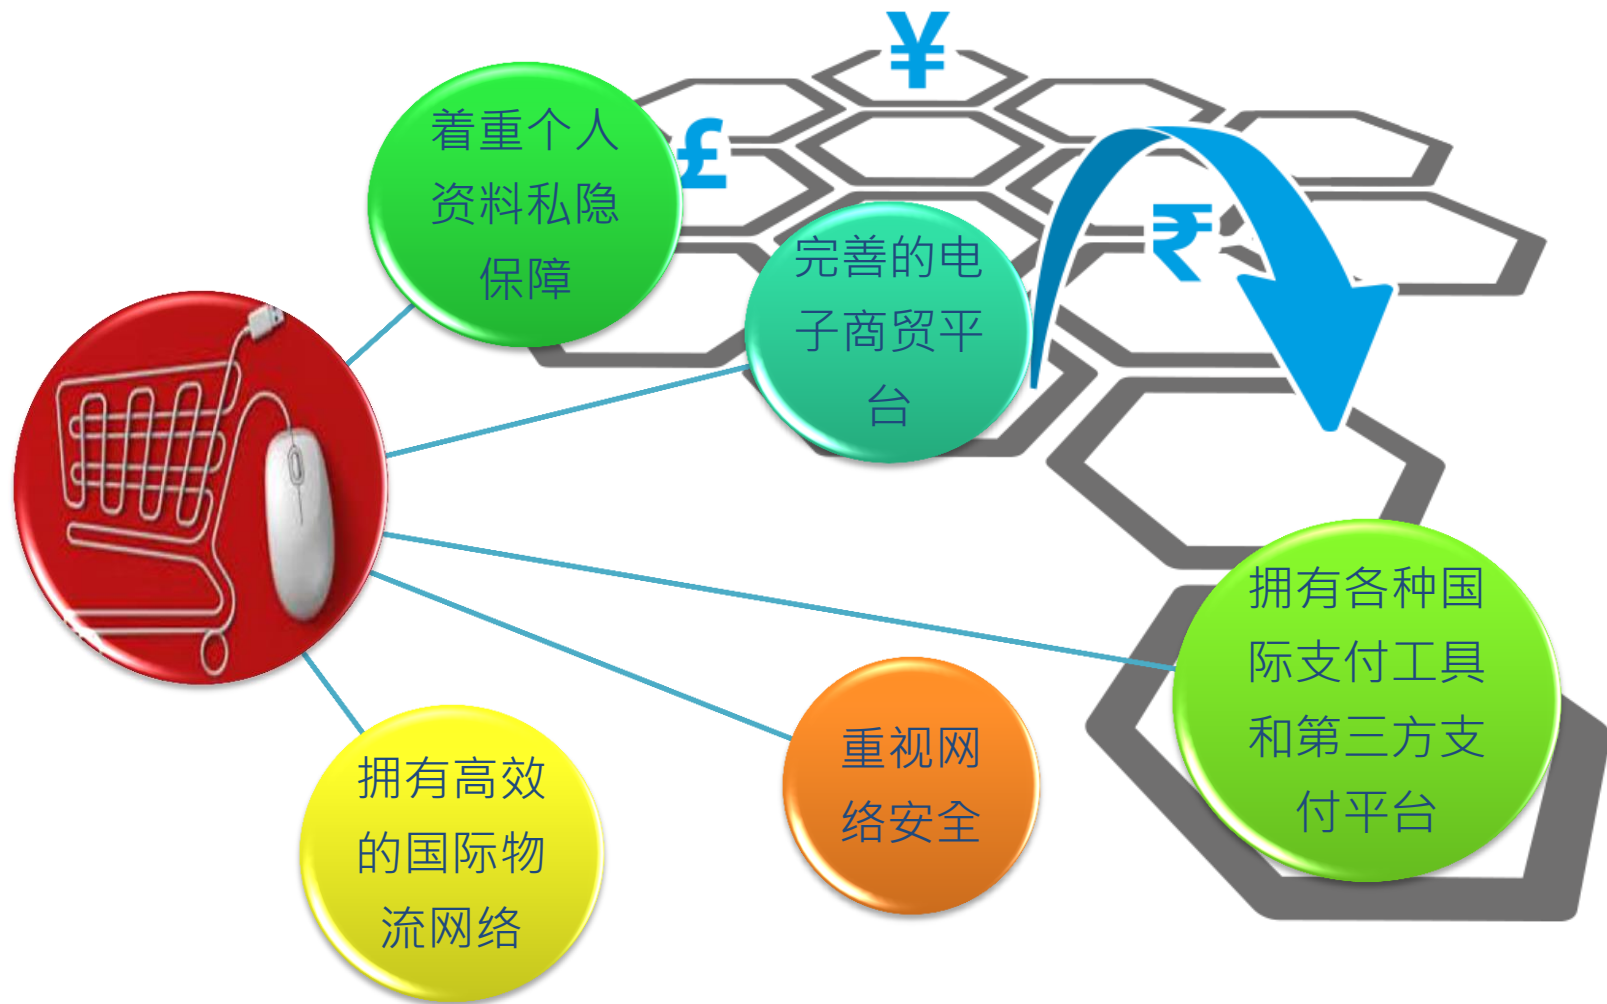 ¥
£
₹
着重个人
资料私隐
保障
完善的电
子商贸平
台
拥有各种国
际支付工具
和第三方支
付平台
重视网
络安全
拥有高效
的国际物
流网络